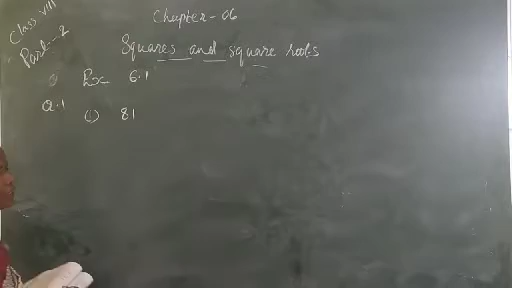 Class VIII
Part-2
Chapter-06
Squares and square roots
Ex 6.1
Q.1
(i) 81